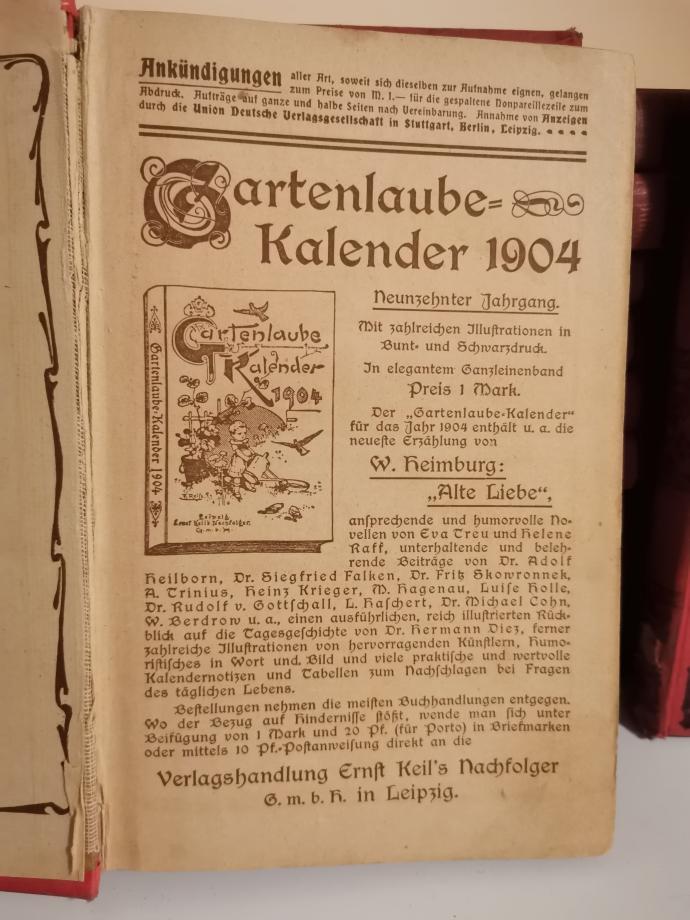 Ankündigungen aller Art, soweit sich dieselben zur Aufnahme eignen, gelangen
zum Preise von M. 1.— für die gespaltene Nonpareillezeile zum
Abdruck. Aufträge auf ganze und halbe Seiten nach Vereinbarung. Annahme von Anzeigen
durch die Union Deutsche Verlagsgesellschaft in Stuttgart, Berlin, Leipzig.
Gartenlaube-
Kalender 1904
Gartenlaube
Kalender
1904
Gartenlaube-Kalender 1904
Leipzig
Ernst Keil's Nachfolger
G. m. b. H.
Neunzehnter Jahrgang.
Mit zahlreichen Illustrationen in
Bunt- und Schwarzdruck.
In elegantem Ganzleinenband
Preis 1 Mark.
Der „Gartenlaube-Kalender“
für das Jahr 1904 enthält u. a. die
neueste Erzählung von
W. Heimburg:
„Alte Liebe“,
ansprechende und humorvolle No-
vellen von Eva Treu und Helene
Raff, unterhaltende und beleh-
rende Beiträge von Dr. Adolf
Heilborn, Dr. Siegfried Falken, Dr. Fritz Skowronnek,
A. Trinius, Heinz Krieger, M. Hagenau, Luise Holle,
Dr. Rudolf v. Gottschall, L. Haschert, Dr. Michael Cohn,
W. Berdrow u. a., einen ausführlichen, reich illustrierten Rück-
blick auf die Tagesgeschichte von Dr. Hermann Diez, ferner
zahlreiche Illustrationen von hervorragenden Künstlern, Humo-
ristisches in Wort und Bild und viele praktische und wertvolle
Kalendernotizen und Tabellen zum Nachschlagen bei Fragen
des täglichen Lebens.
Bestellungen nehmen die meisten Buchhandlungen entgegen.
Wo der Bezug auf Hindernisse stößt, wende man sich unter
Beifügung von 1 Mark und 20 Pf. (für Porto) in Briefmarken
oder mittels 10 Pf.-Postanweisung direkt an die
Verlagshandlung Ernst Keil's Nachfolger
G. m. b. H. in Leipzig.